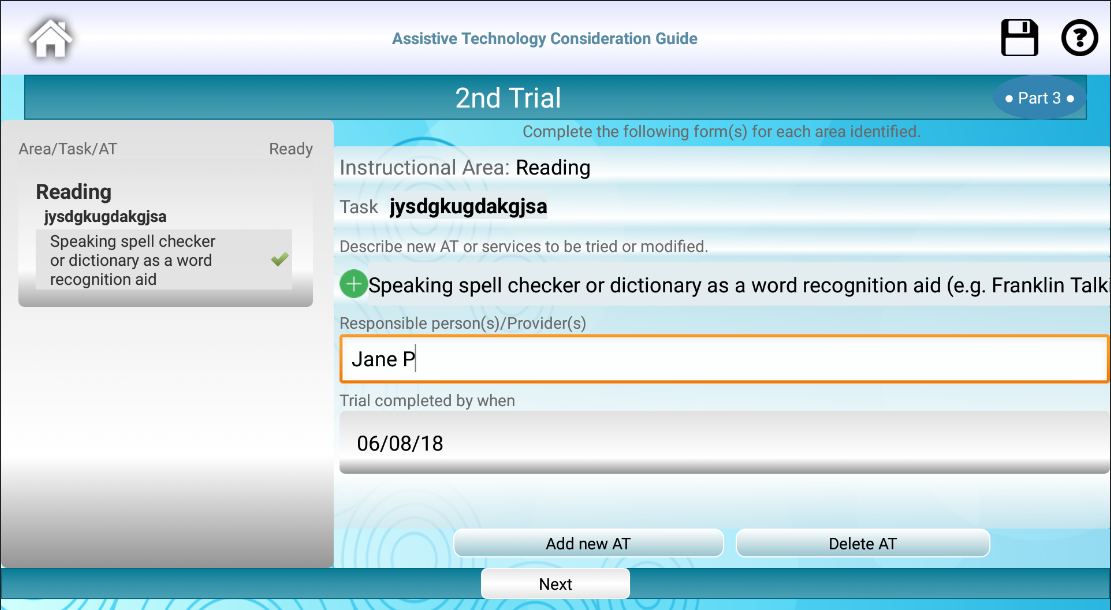 Assistive Technology Consideration Guide
2nd Trial
• Part 3 •
Complete the following form(s) for each area identified.
Area/Task/AT Ready
Reading
jysdgkugdakgjsa
Speaking spell checker
or dictionary as a word
recognition aid
Instructional Area: Reading
Task jysdgkugdakgjsa
Describe new AT or services to be tried or modified.
Speaking spell checker or dictionary as a word recognition aid (e.g. Franklin Talk
Responsible person(s)/Provider(s)
Jane P
Trial completed by when
06/08/18
Add new AT Delete AT
Next